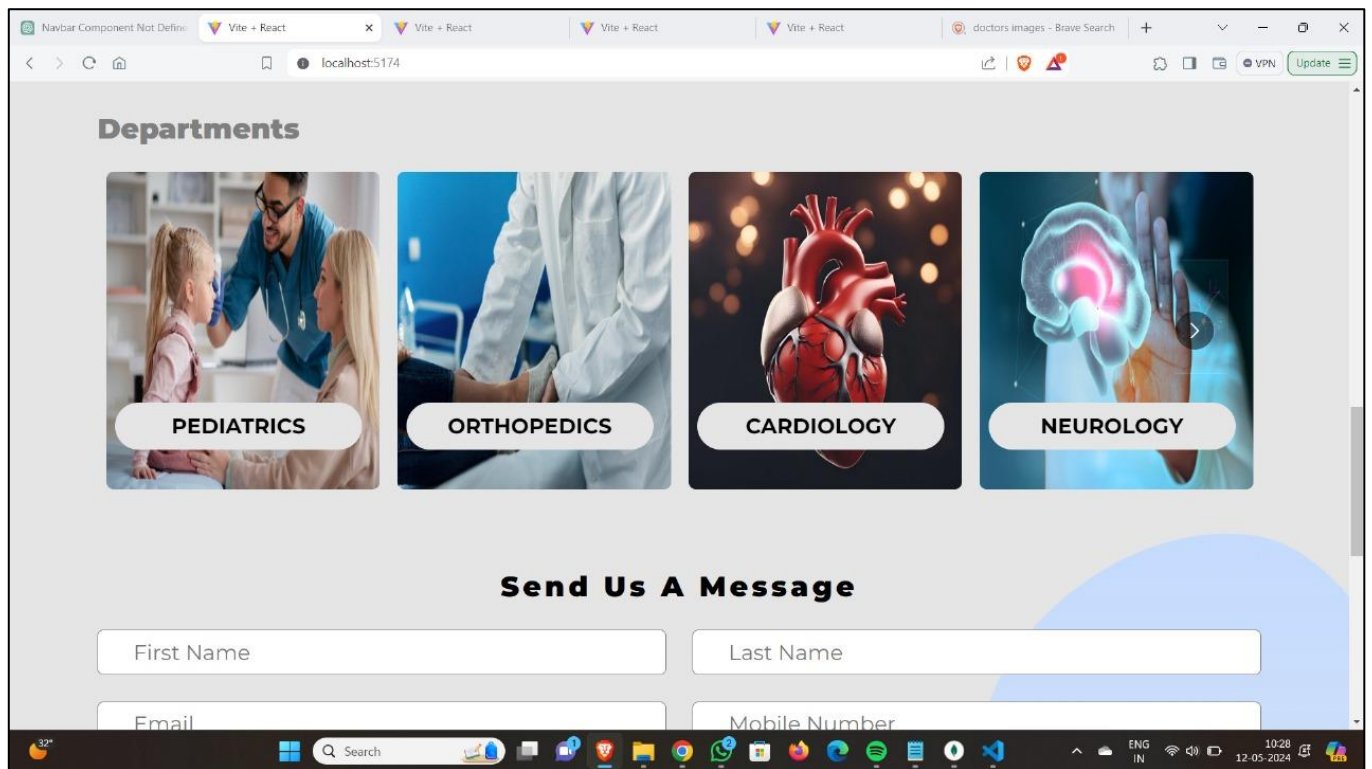 Navbar Component Not Define
Vite + React
Vite + React
Vite + React
Vite + React
doctors images - Brave Search
localhost:5174
VPN
Update
Departments
PEDIATRICS
ORTHOPEDICS
CARDIOLOGY
NEUROLOGY
Send Us A Message
First Name
Last Name
Email
Mobile Number
32°
Search
2
ENG
IN
10:28
12-05-2024